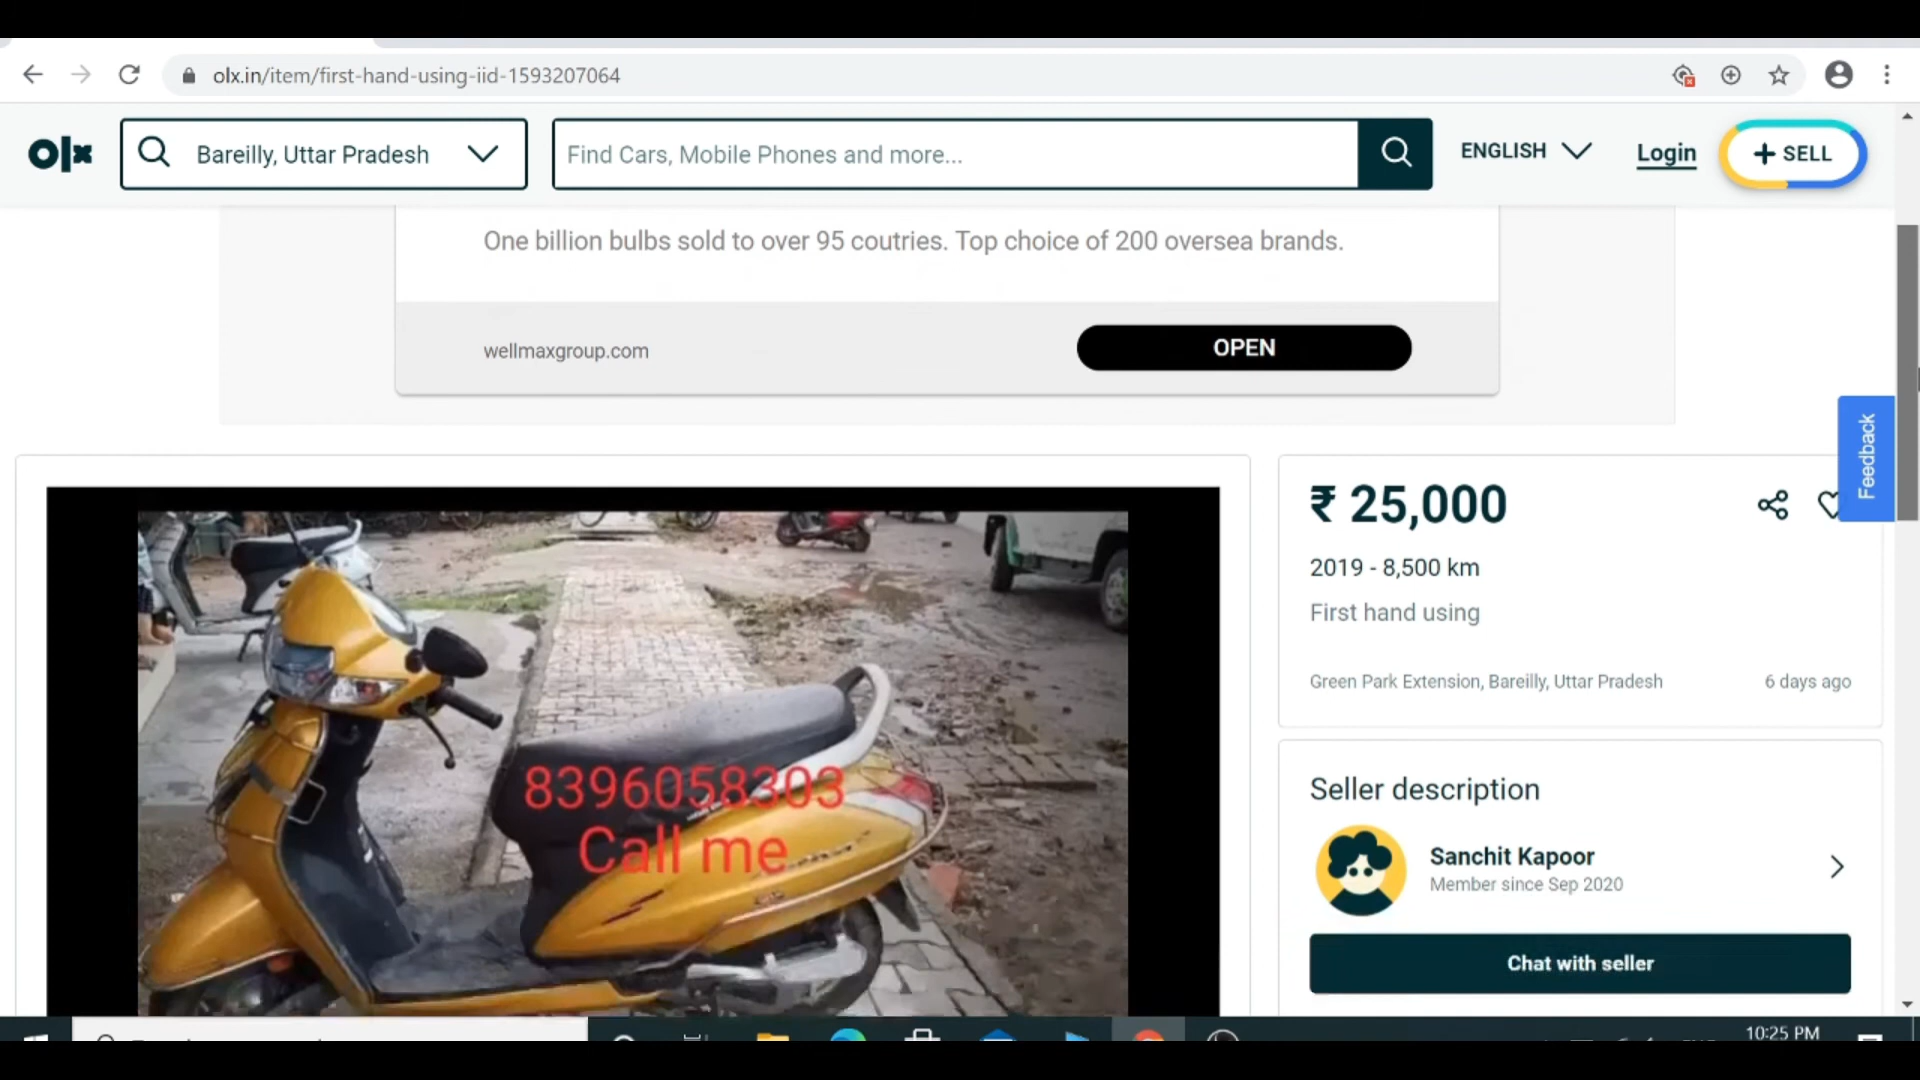 olx.in/item/first-hand-using-iid-1593207064
olx
Bareilly, Uttar Pradesh
Find Cars, Mobile Phones and more...
ENGLISH
Login
+ SELL
One billion bulbs sold to over 95 coutries. Top choice of 200 oversea brands.
wellmaxgroup.com
OPEN
Feedback
₹ 25,000
2019 - 8,500 km
First hand using
Green Park Extension, Bareilly, Uttar Pradesh
6 days ago
8396058303
Call me
Seller description
Sanchit Kapoor
Member since Sep 2020
Chat with seller
10:25 PM